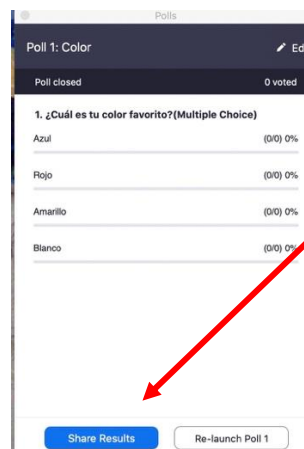 Polls
Poll 1: Color
Poll closed 0 voted
1. ¿Cuál es tu color favorito?(Multiple Choice)
Azul (0/0) 0%
Rojo (0/0) 0%
Amarillo (0/0) 0%
Blanco (0/0) 0%
Share Results Re-launch Poll 1